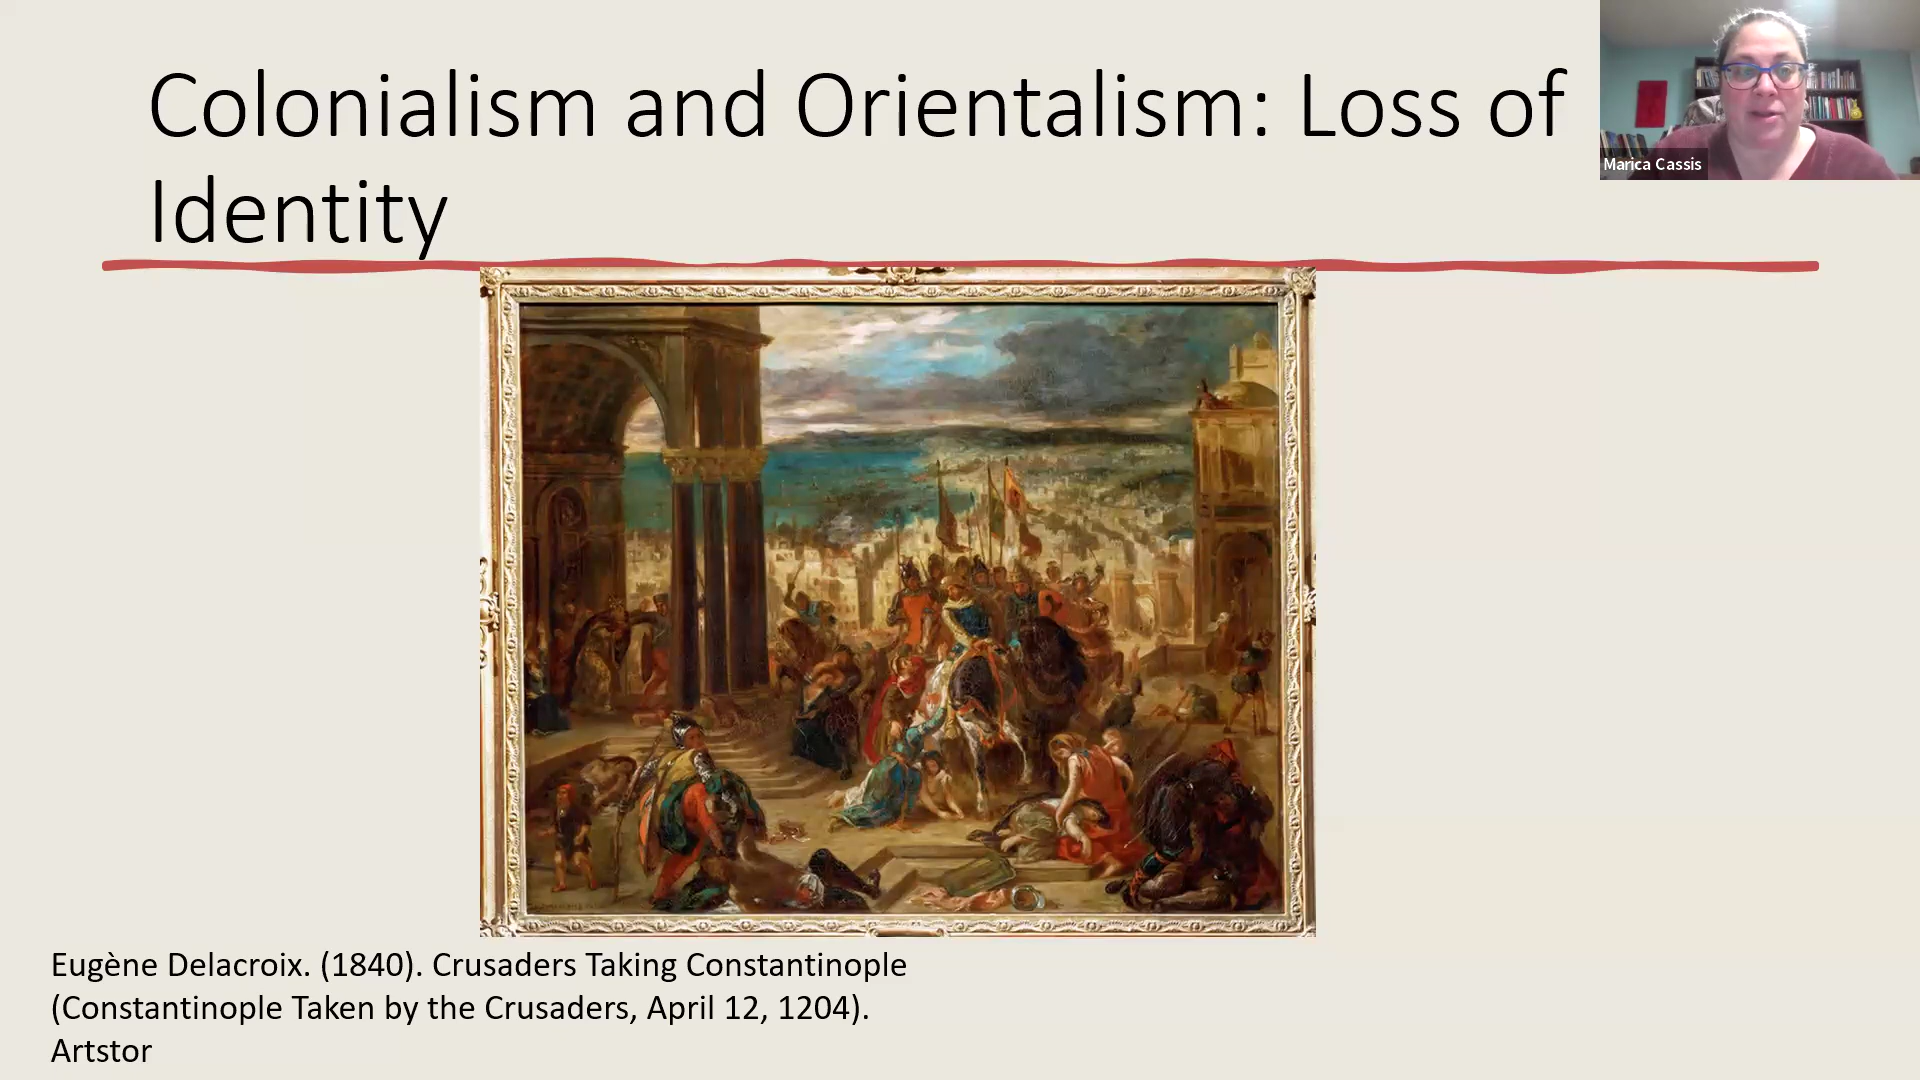 Colonialism and Orientalism: Loss of
Identity
Marica Cassis
Eugène Delacroix. (1840). Crusaders Taking Constantinople
(Constantinople Taken by the Crusaders, April 12, 1204).
Artstor